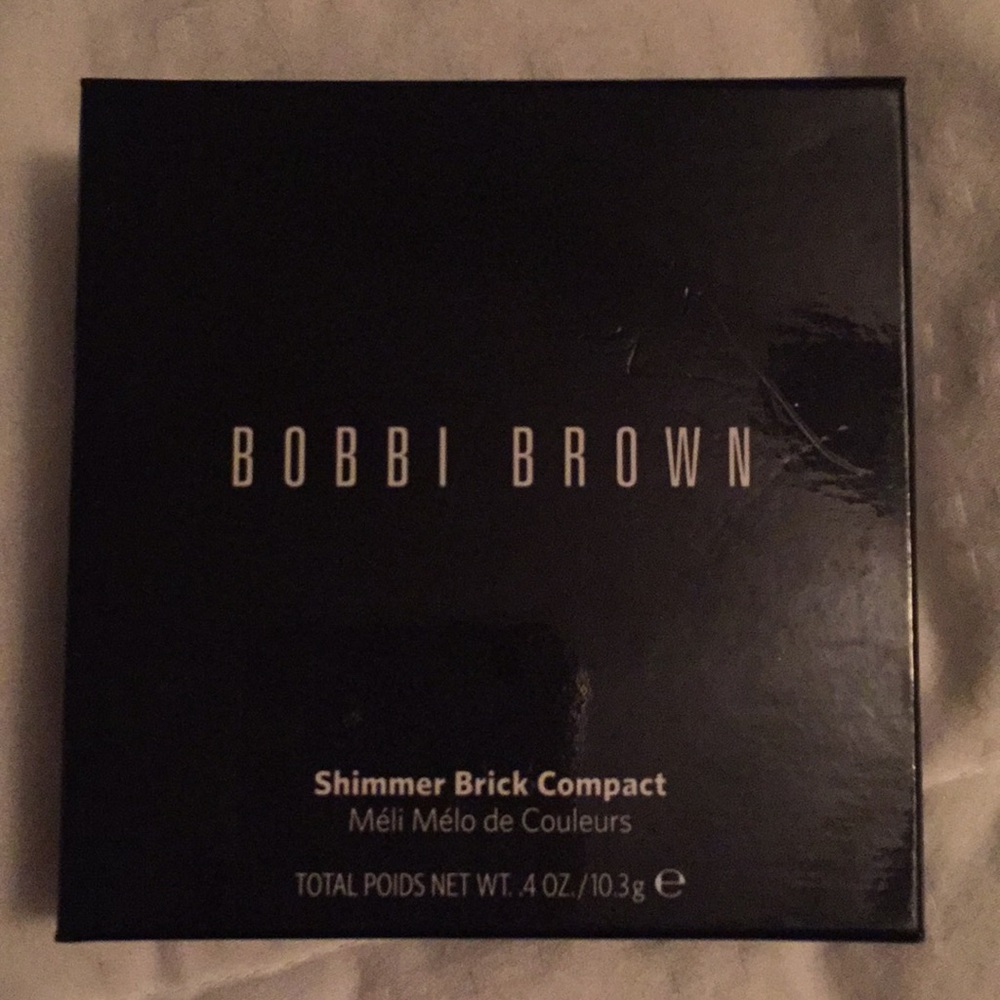 BOBBI BROWN
Shimmer Brick Compact
Méli Mélo de Couleurs
TOTAL POIDS NET WT. .4 OZ./10.3g ℮